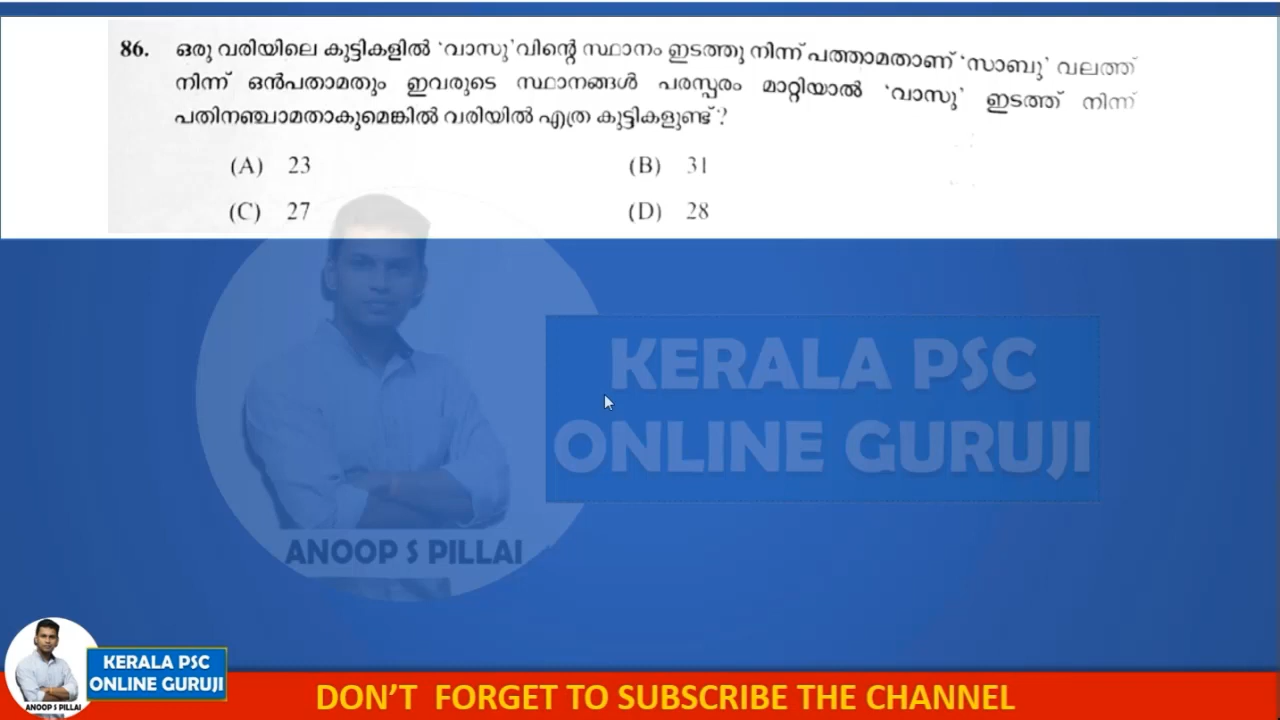 86. ഒരു വരിയിലെ കുട്ടികളിൽ 'വാസു'വിന്റെ സ്ഥാനം ഇടത്തു നിന്ന് പത്താമതാണ് 'സാബു' വലത്ത്
നിന്ന് ഒൻപതാമതും ഇവരുടെ സ്ഥാനങ്ങൾ പരസ്പരം മാറ്റിയാൽ 'വാസു' ഇടത്ത് നിന്ന്
പതിനഞ്ചാമതാകുമെങ്കിൽ വരിയിൽ എത്ര കുട്ടികളുണ്ട് ?
(A) 23 (B) 31
(C) 27 (D) 28
KERALA PSC
ONLINE GURUJI
ANOOP S PILLAI
KERALA PSC
ONLINE GURUJI
ANOOP S PILLAI
DON'T FORGET TO SUBSCRIBE THE CHANNEL